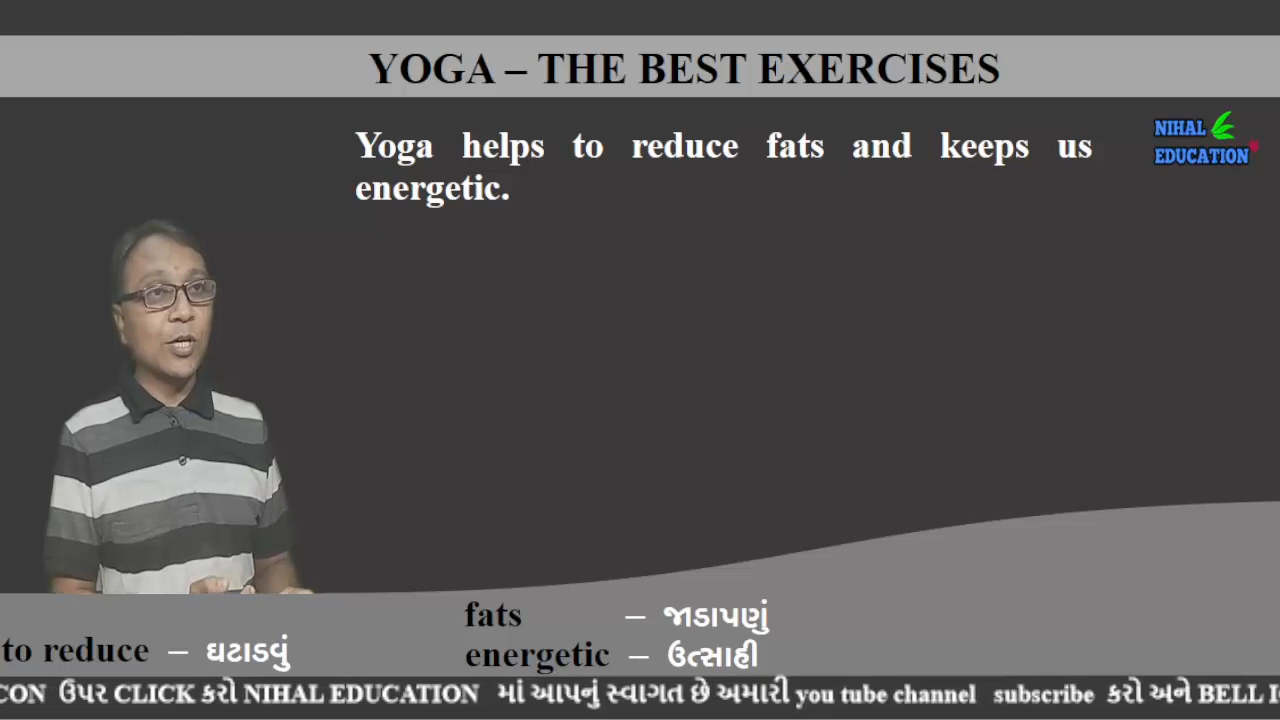 YOGA – THE BEST EXERCISES
Yoga helps to reduce fats and keeps us
energetic.
NIHAL
EDUCATION
fats – જાડાપણું
to reduce – ઘટાડવું
energetic – ઉત્સાહી
CON ઉપર CLICK કરો NIHAL EDUCATION માં આપનું સ્વાગત છે અમારી you tube channel subscribe કરો અને BELL I